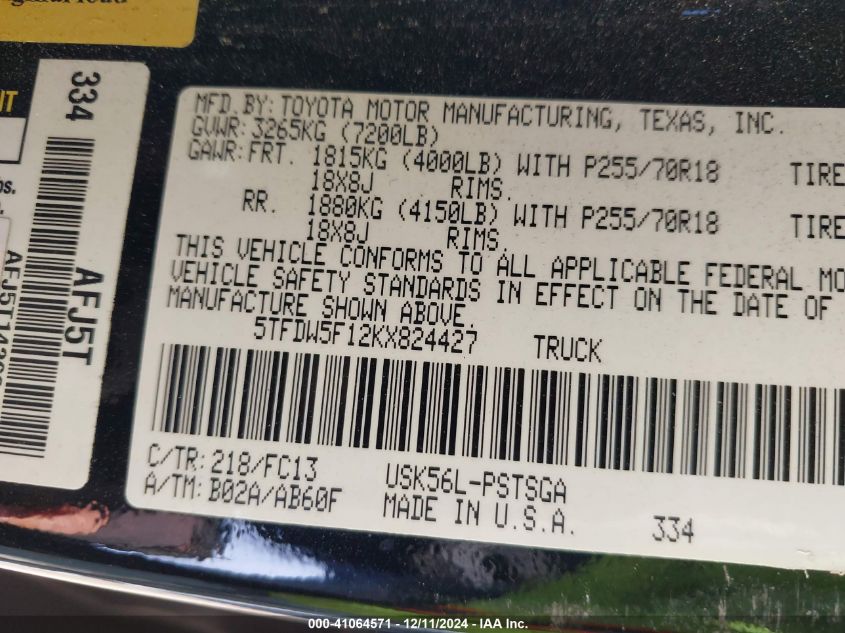 334
AFJ5T
MFD.BY: TOYOTA MOTOR MANUFACTURING, TEXAS, INC.
GVWR: 3265KG (7200LB)
GAWR: FRT. 1815KG (4000LB) WITH P255/70R18 TIRE
18X8J RIMS.
RR. 1880KG (4150LB) WITH P255/70R18 TIRE
18X8J RIMS.
THIS VEHICLE CONFORMS TO ALL APPLICABLE FEDERAL MO
VEHICLE SAFETY STANDARDS IN EFFECT ON THE DATE OF
MANUFACTURE SHOWN ABOVE.
5TFDW5F12KX824427 TRUCK
C/TR: 218/FC13 USK56L-PSTSGA
A/TM: B02A/AB60F MADE IN U.S.A. 334
000-41064571 - 12/11/2024 - IAA Inc.